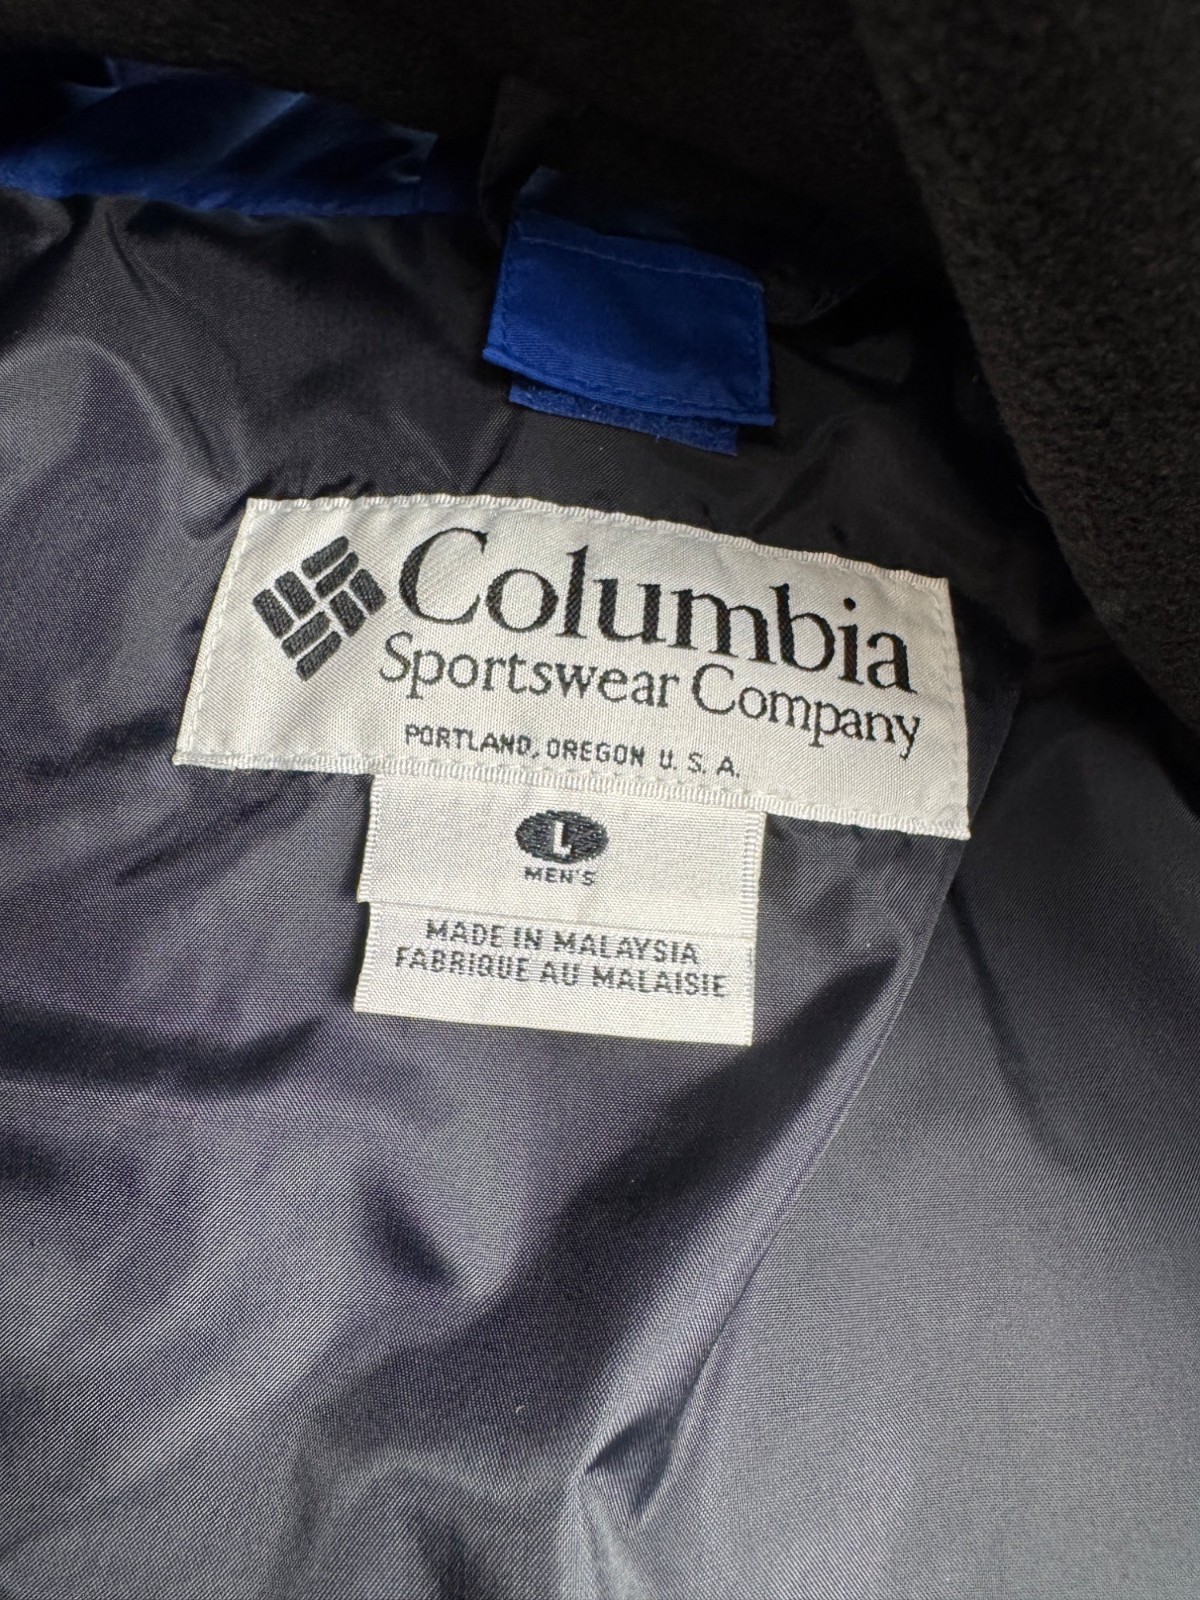 Columbia
Sportswear Company
PORTLAND, OREGON U. S. A.
L
MEN'S
MADE IN MALAYSIA
FABRIQUE AU MALAISIE